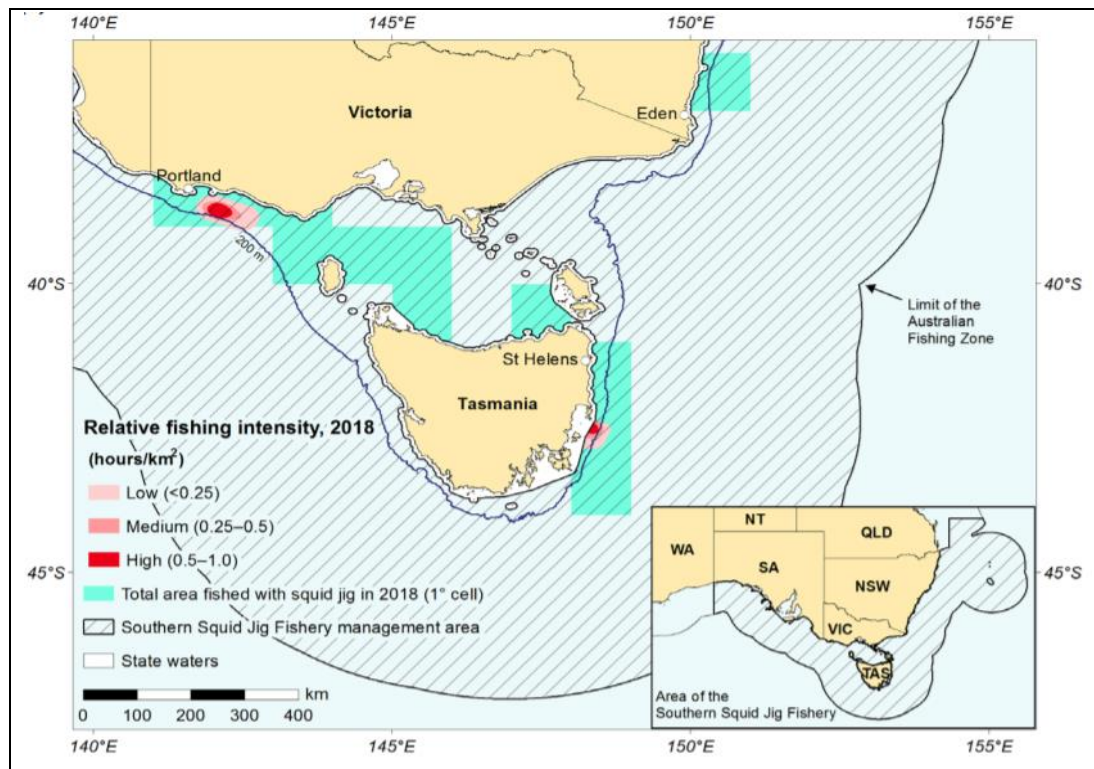 140°E
145°E
150°E
155°E
Victoria
Eden
Portland
200 m
40°S
40°S
Limit of the
Australian
Fishing Zone
St Helens
Tasmania
Relative fishing intensity, 2018
(hours/km²)
Low (<0.25)
Medium (0.25–0.5)
High (0.5–1.0)
Total area fished with squid jig in 2018 (1° cell)
Southern Squid Jig Fishery management area
State waters
km
0 100 200 300 400
45°S
NT
QLD
WA
SA
NSW
VIC
TAS
Area of the
Southern Squid Jig Fishery
140°E
145°E
150°E
155°E